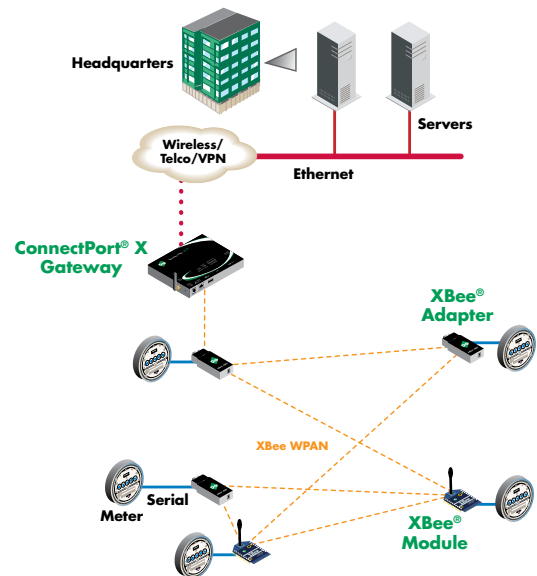 Headquarters
Servers
Wireless/
Telco/VPN
Ethernet
ConnectPort® X
Gateway
XBee®
Adapter
XBee WPAN
Serial
Meter
XBee®
Module